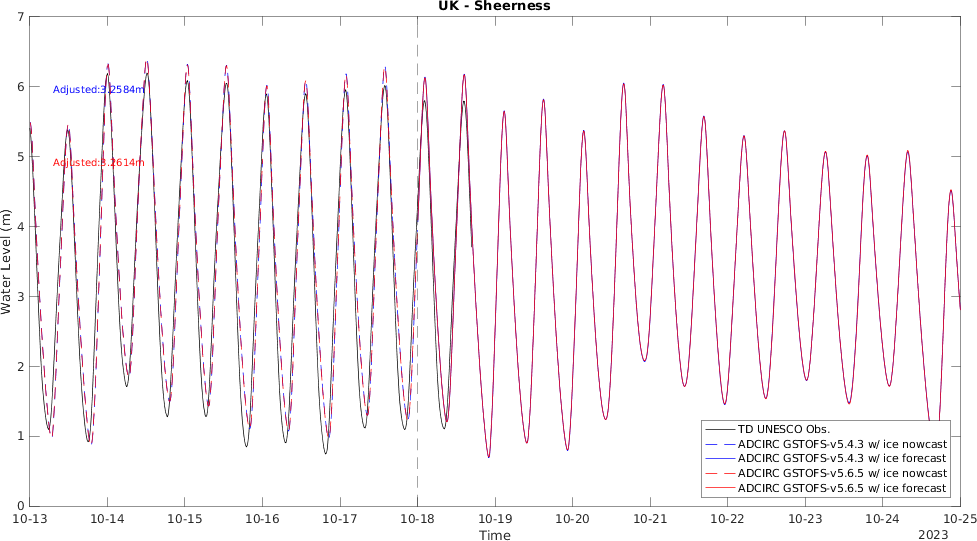 UK - Sheerness
7
6
5
4
3
2
1
0
Water Level (m)
Adjusted:3.2584m
Adjusted:3.2614m
TD UNESCO Obs.
ADCIRC GSTOFS-v5.4.3 w/ ice nowcast
ADCIRC GSTOFS-v5.4.3 w/ ice forecast
ADCIRC GSTOFS-v5.6.5 w/ ice nowcast
ADCIRC GSTOFS-v5.6.5 w/ ice forecast
10-13 10-14 10-15 10-16 10-17 10-18 10-19 10-20 10-21 10-22 10-23 10-24 10-25
Time
2023